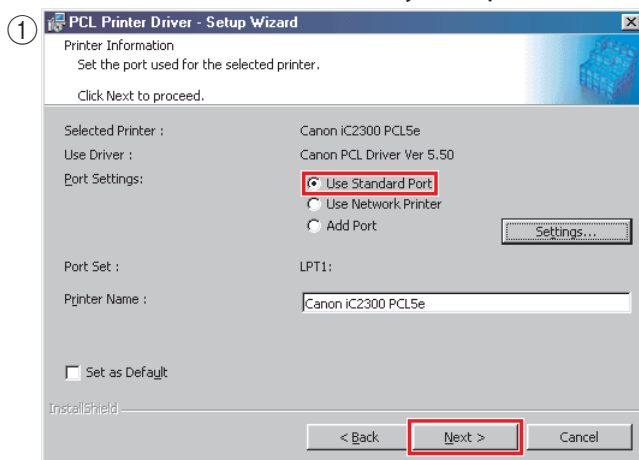 ①
PCL Printer Driver - Setup Wizard
Printer Information
Set the port used for the selected printer.
Click Next to proceed.
Selected Printer : Canon iC2300 PCL5e
Use Driver : Canon PCL Driver Ver 5.50
Port Settings: Use Standard Port
Use Network Printer
Add Port
Settings...
Port Set : LPT1:
Printer Name : Canon iC2300 PCL5e
Set as Default
InstallShield
< Back Next > Cancel